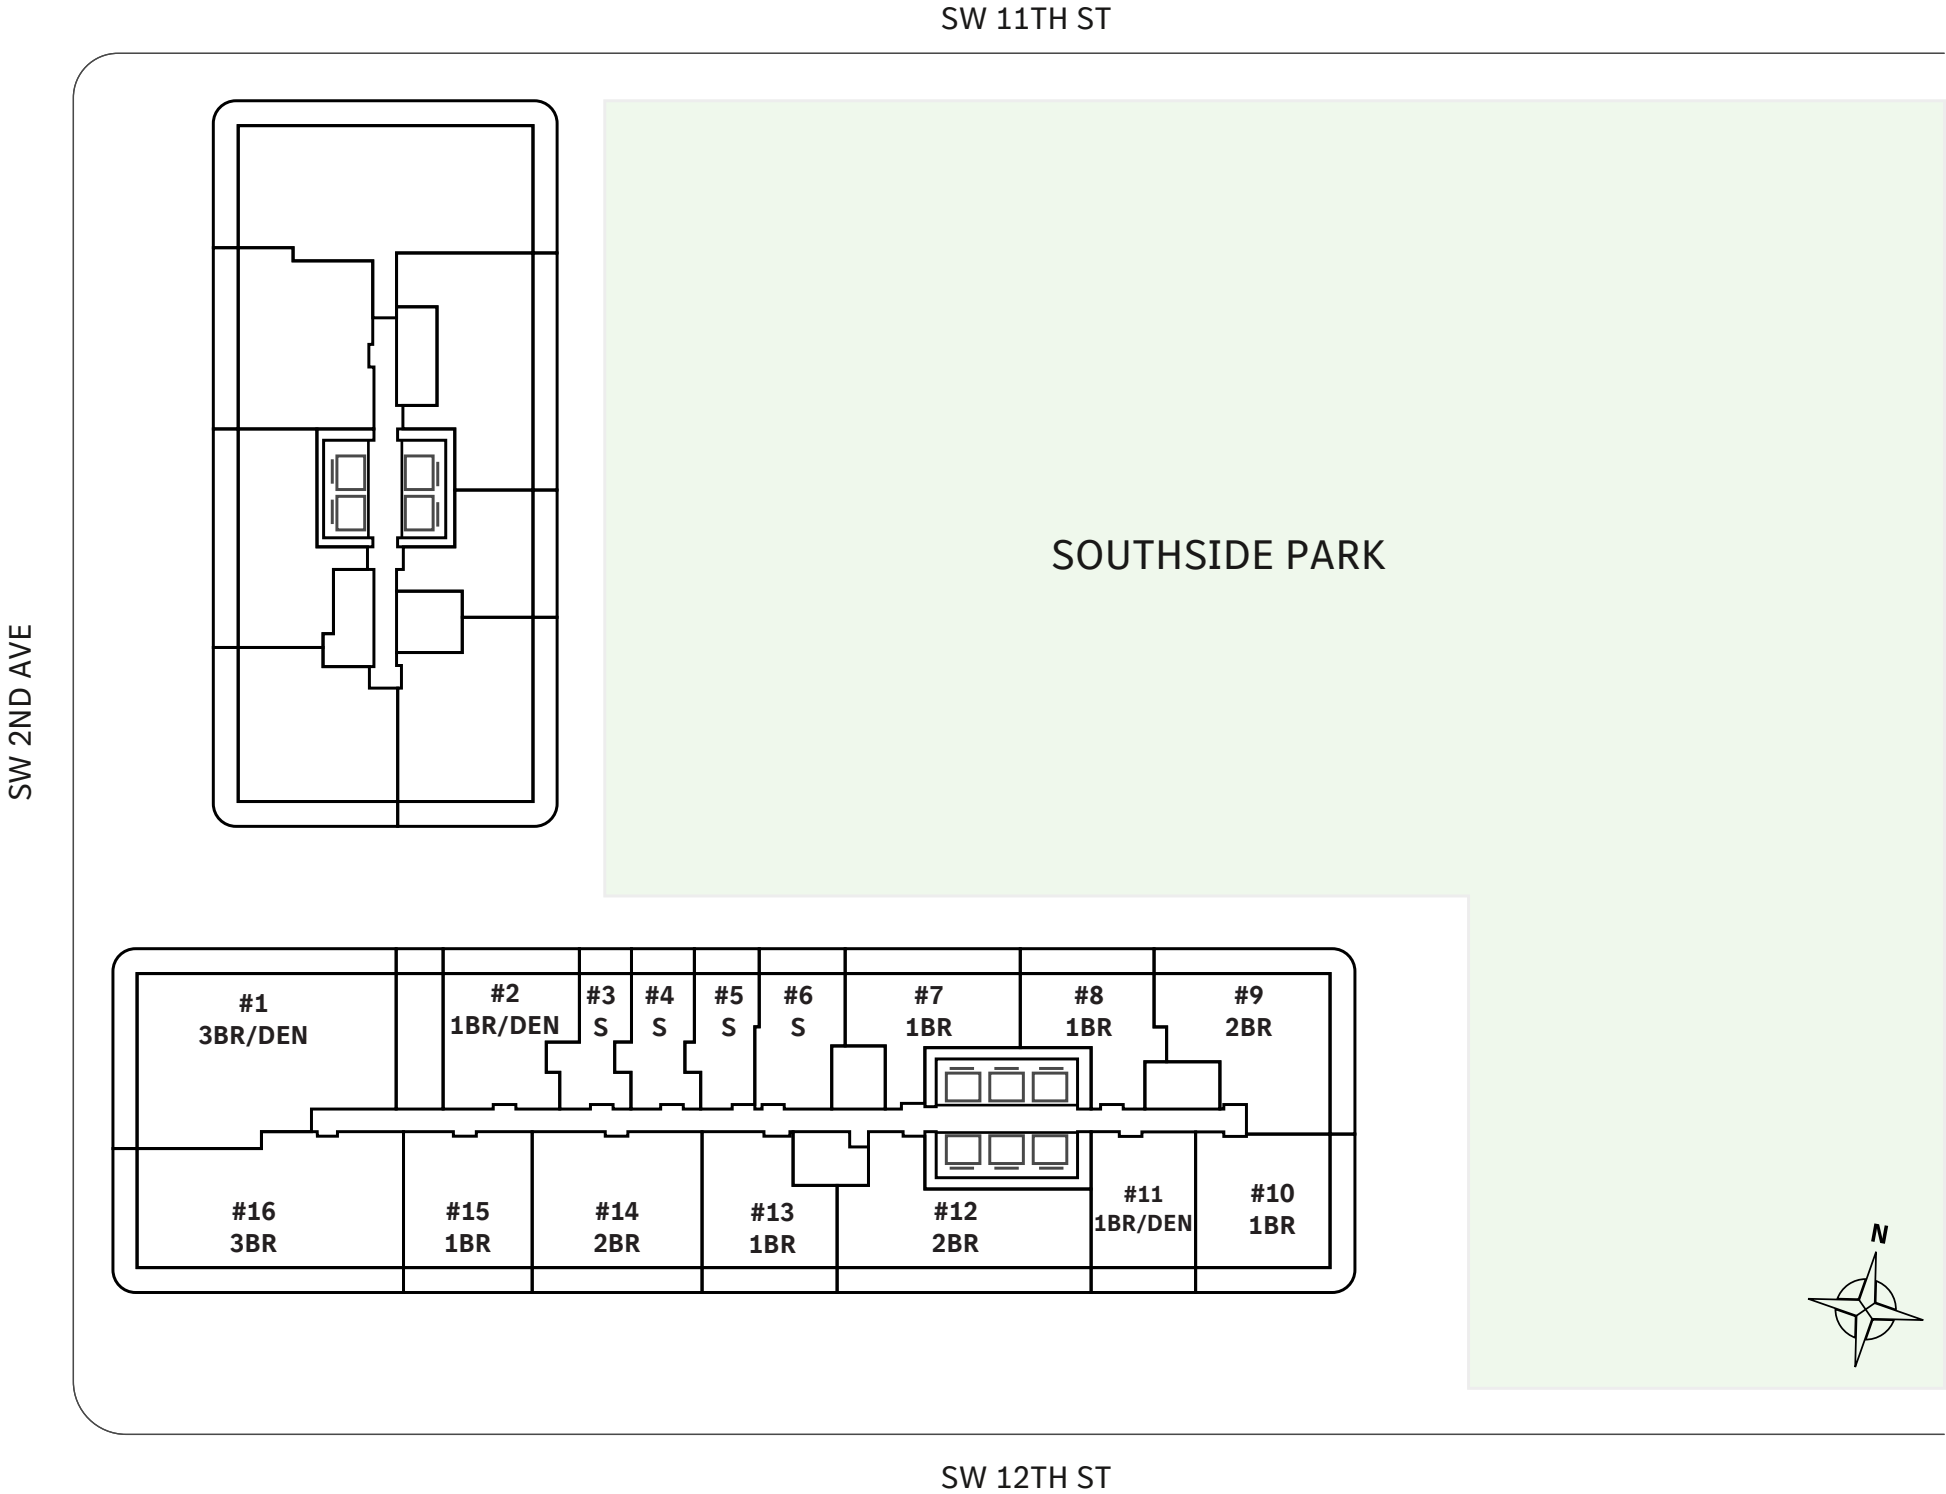 SW 11TH ST
SOUTHSIDE PARK
SW 2ND AVE
#1
3BR/DEN
#2
1BR/DEN
#3
S
#4
S
#5
S
#6
S
#7
1BR
#8
1BR
#9
2BR
#16
3BR
#15
1BR
#14
2BR
#13
1BR
#12
2BR
#11
1BR/DEN
#10
1BR
N
SW 12TH ST